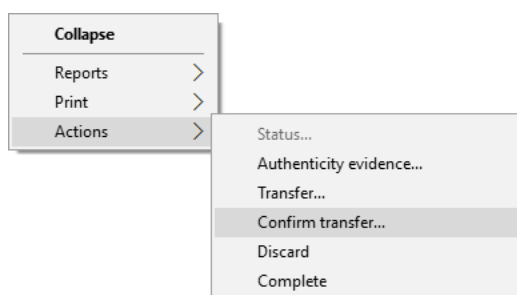 Collapse
Reports
Print
Actions
Status...
Authenticity evidence...
Transfer...
Confirm transfer...
Discard
Complete